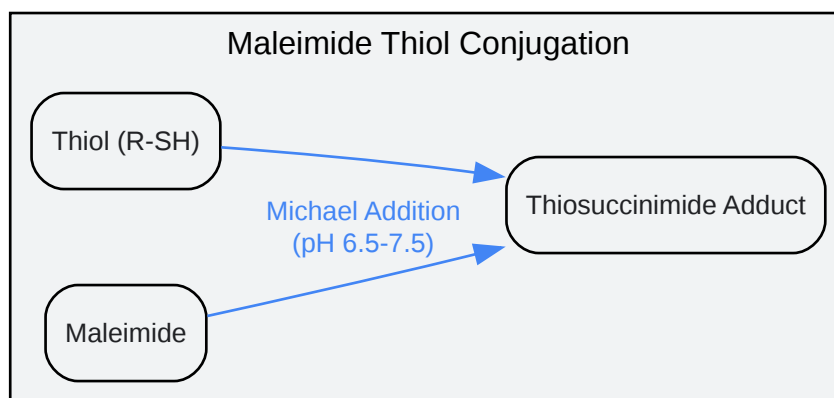 Maleimide Thiol Conjugation
Thiol (R-SH)
Michael Addition
(pH 6.5-7.5)
Thiosuccinimide Adduct
Maleimide